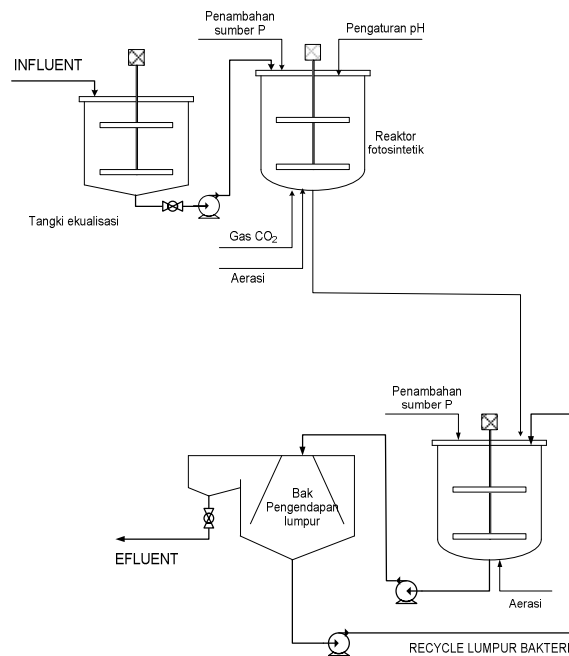 Penambahan
sumber P
Pengaturan pH
INFLUENT
Reaktor
fotosintetik
Tangki ekualisasi
Gas CO₂
Aerasi
Penambahan
sumber P
Bak
Pengendapan
lumpur
EFLUENT
Aerasi
RECYCLE LUMPUR BAKTERI